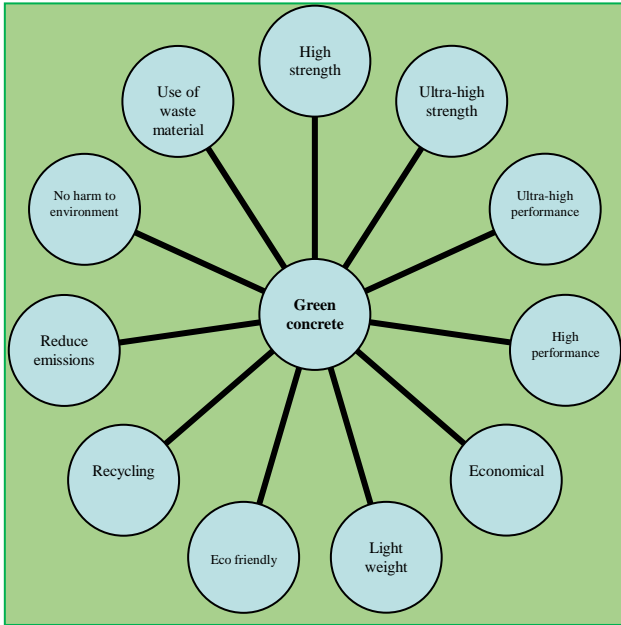 High
strength
Ultra-high
strength
Ultra-high
performance
High
performance
Economical
Light
weight
Eco friendly
Recycling
Reduce
emissions
No harm to
environment
Use of
waste
material
Green
concrete